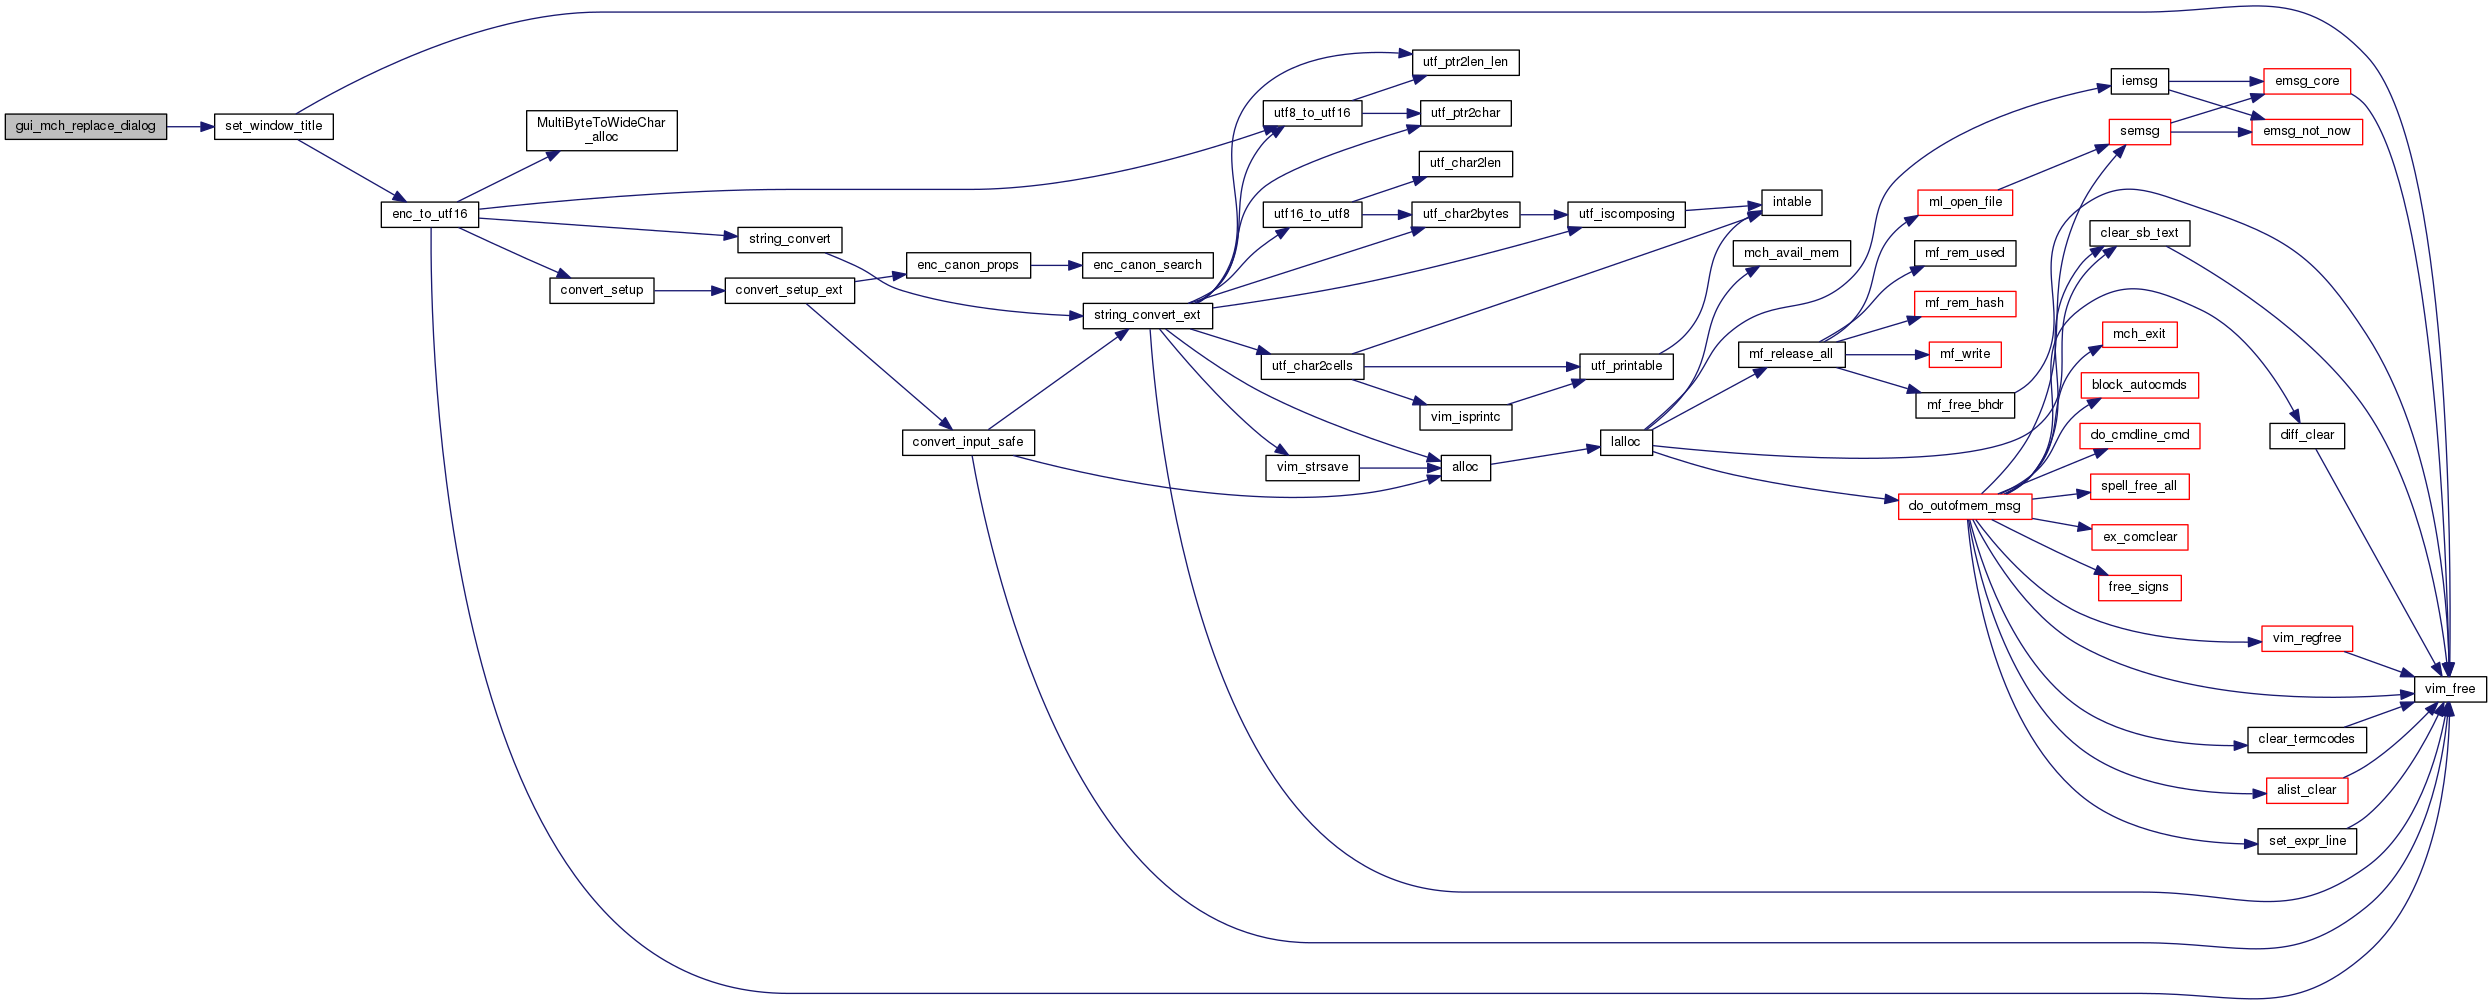 gui_mch_replace_dialog
set_window_title
enc_to_utf16
MultiByteToWideChar
_alloc
string_convert
convert_setup
convert_setup_ext
enc_canon_props
enc_canon_search
convert_input_safe
string_convert_ext
utf_ptr2len_len
utf8_to_utf16
utf_ptr2char
utf_char2len
utf16_to_utf8
utf_char2bytes
utf_iscomposing
intable
utf_char2cells
utf_printable
vim_isprintc
vim_strsave
alloc
lalloc
mch_avail_mem
mf_release_all
iemsg
emsg_core
semsg
emsg_not_now
ml_open_file
mf_rem_used
mf_rem_hash
mf_write
mf_free_bhdr
clear_sb_text
mch_exit
block_autocmds
do_cmdline_cmd
diff_clear
spell_free_all
do_outofmem_msg
ex_comclear
free_signs
vim_regfree
vim_free
clear_termcodes
alist_clear
set_expr_line